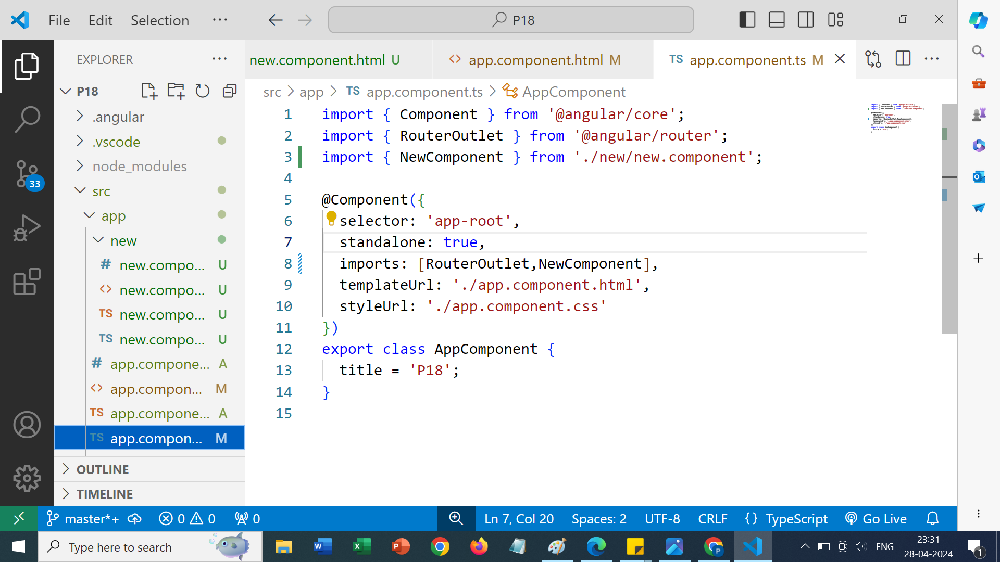 File Edit Selection ···
P18
EXPLORER
P18
.angular
.vscode
node_modules
src
app
new
# new.compo... U
<> new.compo... U
TS new.compo... U
TS new.compo... U
# app.compone... A
<> app.compon... M
TS app.compone... A
TS app.compon... M
OUTLINE
TIMELINE
33
new.component.html U
<> app.component.html M
TS app.component.ts M
src > app > TS app.component.ts > AppComponent
1 import { Component } from '@angular/core';
2 import { RouterOutlet } from '@angular/router';
3 import { NewComponent } from './new/new.component';
4
5 @Component({
6 selector: 'app-root',
7 standalone: true,
8 imports: [RouterOutlet,NewComponent],
9 templateUrl: './app.component.html',
10 styleUrl: './app.component.css'
11 })
12 export class AppComponent {
13 title = 'P18';
14 }
15
master*+ 0 0 0
Ln 7, Col 20 Spaces: 2 UTF-8 CRLF {} TypeScript Go Live
Type here to search
ENG
23:31
28-04-2024
1